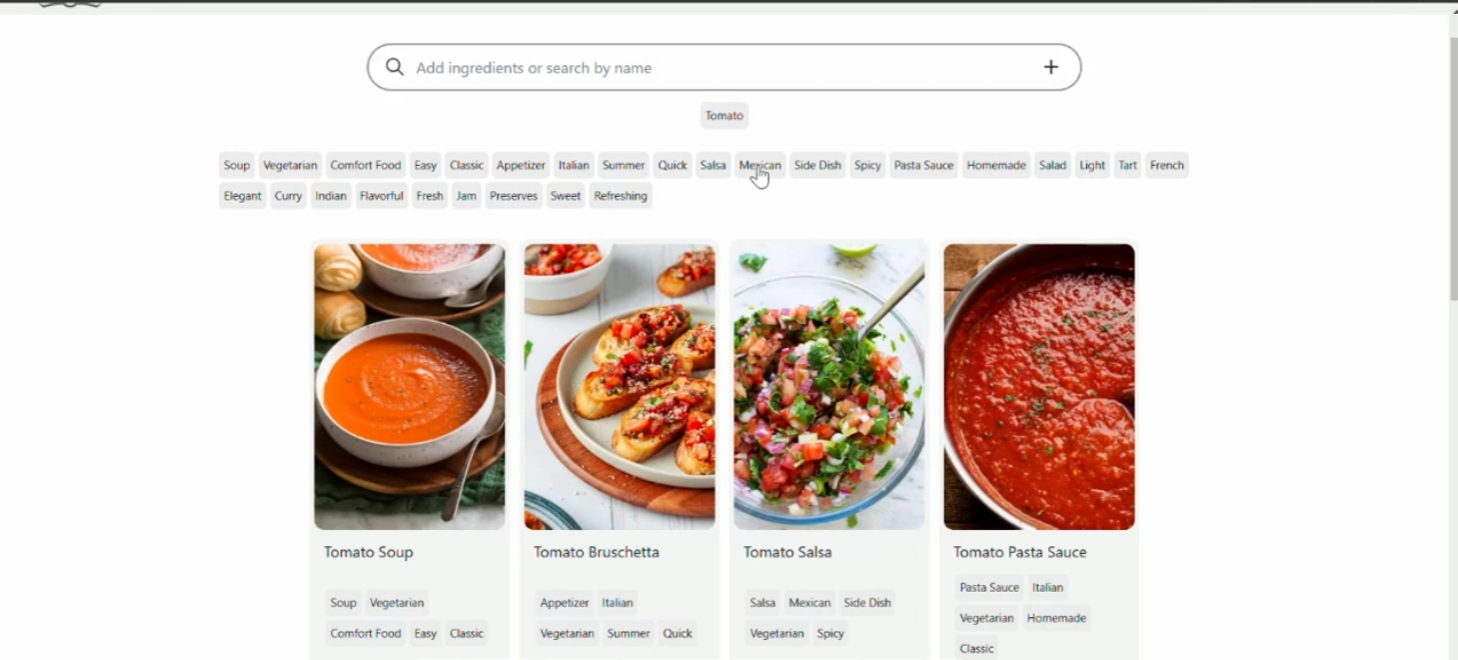 Add ingredients or search by name +
Tomato
Soup Vegetarian Comfort Food Easy Classic Appetizer Italian Summer Quick Salsa Mexican Side Dish Spicy Pasta Sauce Homemade Salad Light Tart French
Elegant Curry Indian Flavorful Fresh Jam Preserves Sweet Refreshing
Tomato Soup
Soup Vegetarian
Comfort Food Easy Classic
Tomato Bruschetta
Appetizer Italian
Vegetarian Summer Quick
Tomato Salsa
Salsa Mexican Side Dish
Vegetarian Spicy
Tomato Pasta Sauce
Pasta Sauce Italian
Vegetarian Homemade
Classic